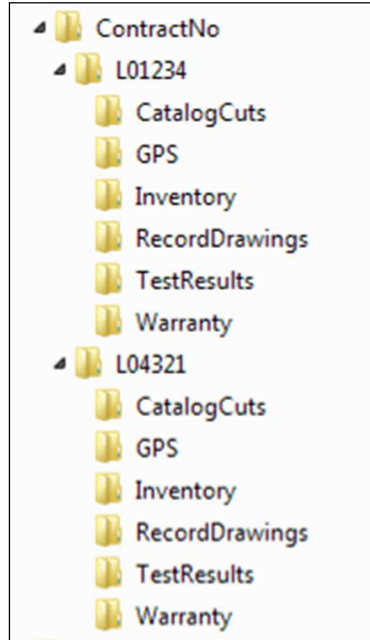 ContractNo
L01234
CatalogCuts
GPS
Inventory
RecordDrawings
TestResults
Warranty
L04321
CatalogCuts
GPS
Inventory
RecordDrawings
TestResults
Warranty